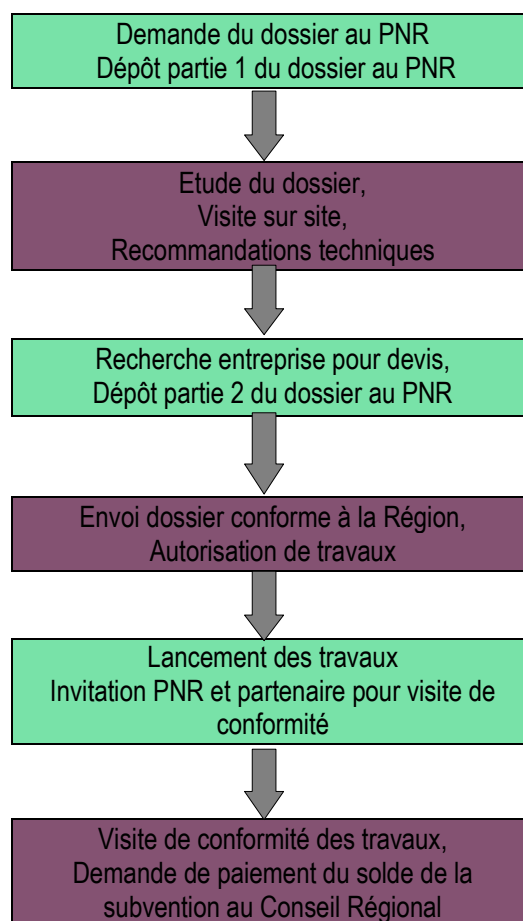 Demande du dossier au PNR
Dépôt partie 1 du dossier au PNR
Etude du dossier,
Visite sur site,
Recommandations techniques
Recherche entreprise pour devis,
Dépôt partie 2 du dossier au PNR
Envoi dossier conforme à la Région,
Autorisation de travaux
Lancement des travaux
Invitation PNR et partenaire pour visite de
conformité
Visite de conformité des travaux,
Demande de paiement du solde de la
subvention au Conseil Régional